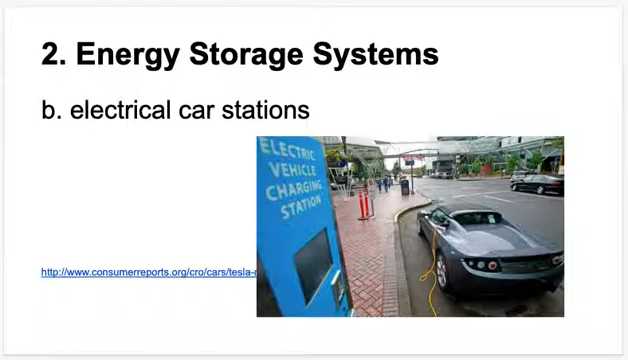 2. Energy Storage Systems
b. electrical car stations
ELECTRIC
VEHICLE
CHARGING
STATION
http://www.consumerreports.org/cro/cars/tesla-